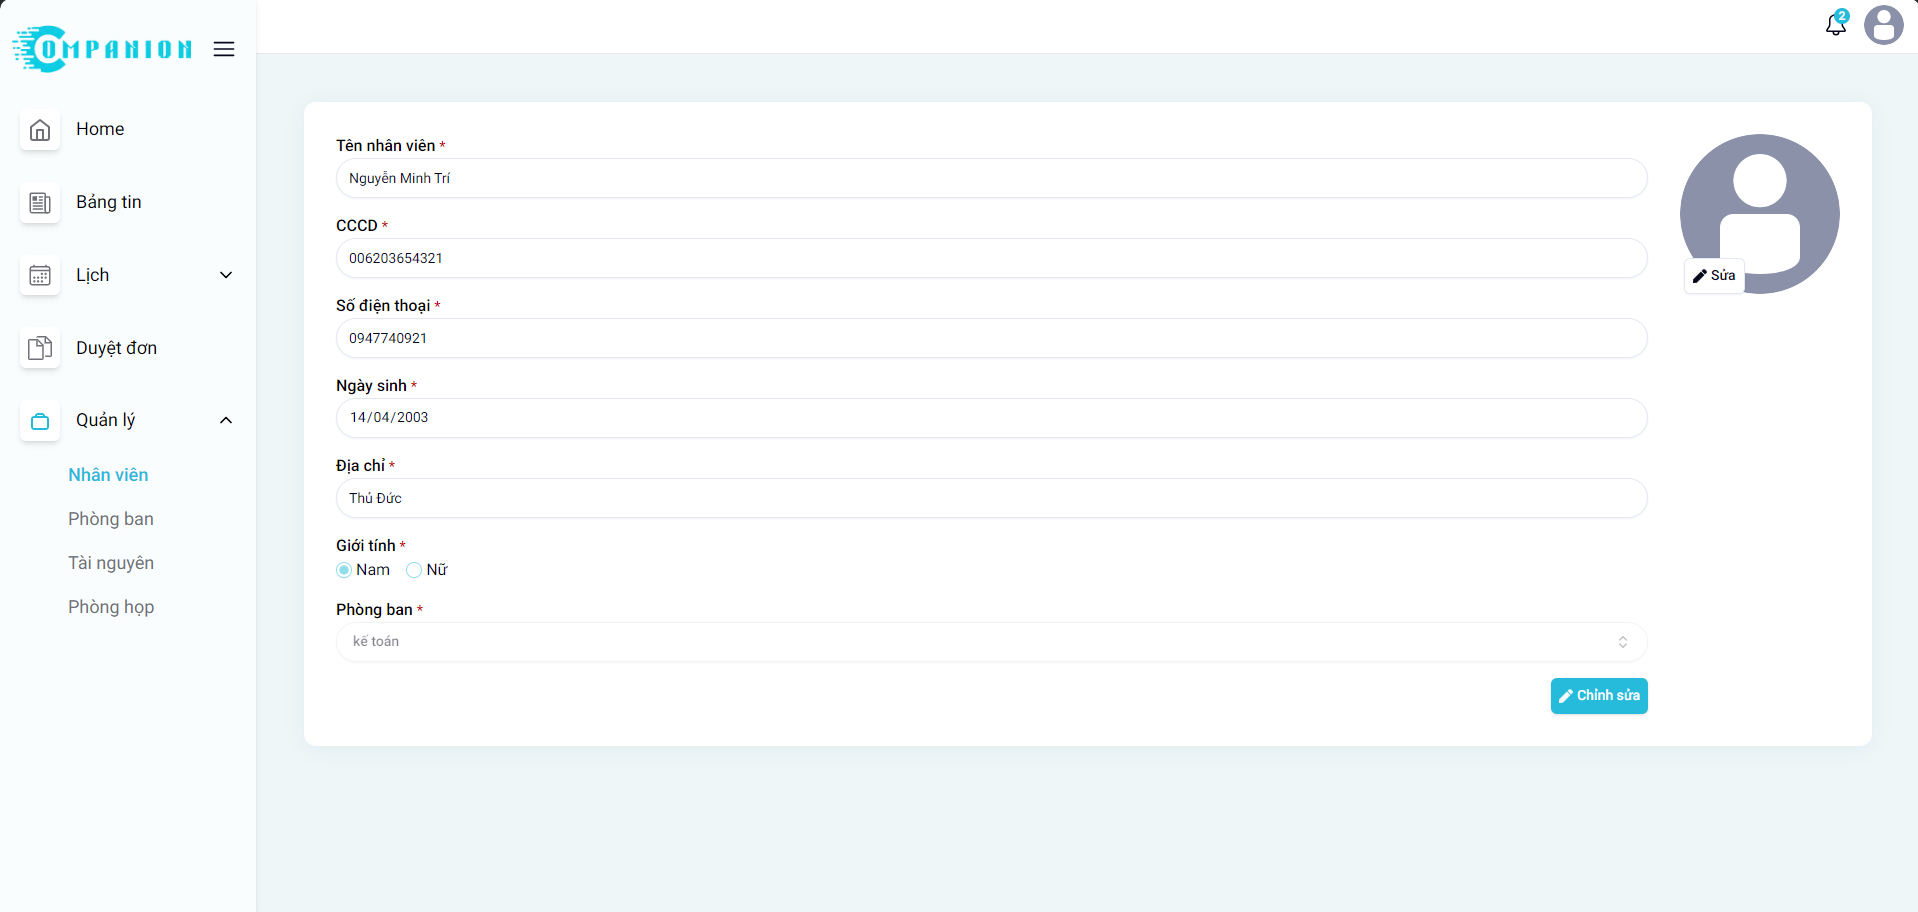 COMPANION
2
Home
Bảng tin
Lịch
Duyệt đơn
Quản lý
Nhân viên
Phòng ban
Tài nguyên
Phòng họp
Tên nhân viên *
Nguyễn Minh Trí
CCCD *
006203654321
Số điện thoại *
0947740921
Ngày sinh *
14/04/2003
Địa chỉ *
Thủ Đức
Giới tính *
Nam Nữ
Phòng ban *
kế toán
Chỉnh sửa
Sửa